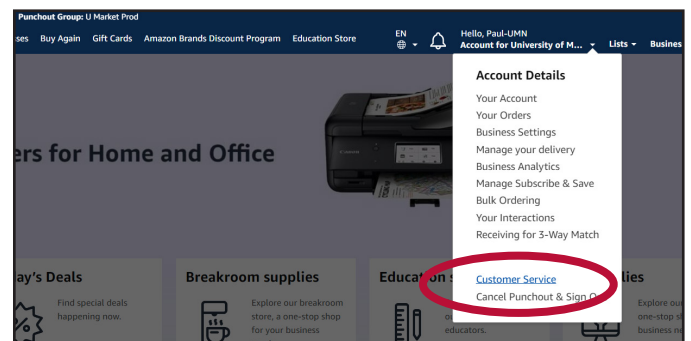 Punchout Group: U Market Prod
Buy Again Gift Cards Amazon Brands Discount Program Education Store
EN
Hello, Paul-UMN
Account for University of M... Lists Busines
Account Details
Your Account
Your Orders
Business Settings
Manage your delivery
Business Analytics
Manage Subscribe & Save
Bulk Ordering
Your Interactions
Receiving for 3-Way Match
Customer Service
Cancel Punchout & Sign
ers for Home and Office
Canon
ay's Deals
Find special deals
happening now.
Breakroom supplies
Explore our breakroom
store, a one-stop shop
for your business
Education
educators.
lies
Explore our
one-stop
business